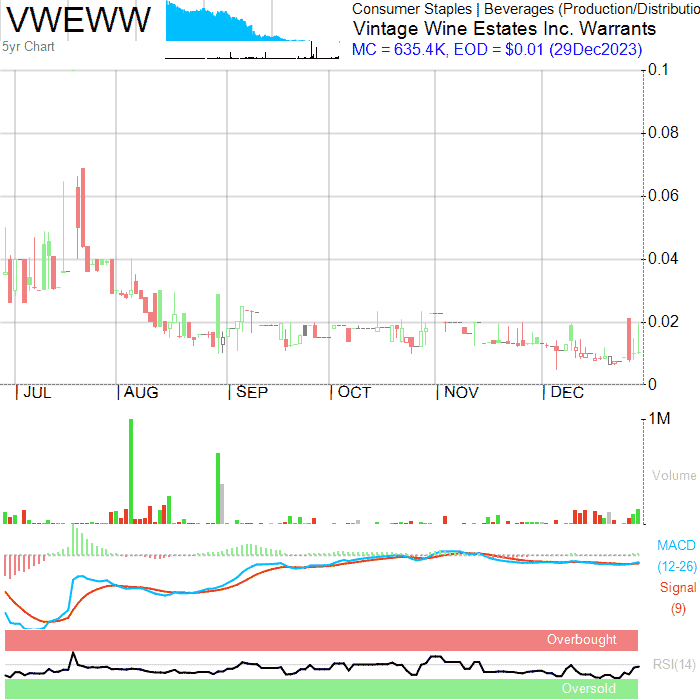 VWEWW
5yr Chart
Consumer Staples | Beverages (Production/Distributio
Vintage Wine Estates Inc. Warrants
MC = 635.4K, EOD = $0.01 (29Dec2023)
0.1
0.08
0.06
0.04
0.02
0
JUL AUG SEP OCT NOV DEC
1M
Volume
MACD
(12-26)
Signal
(9)
Overbought
RSI(14)
Oversold